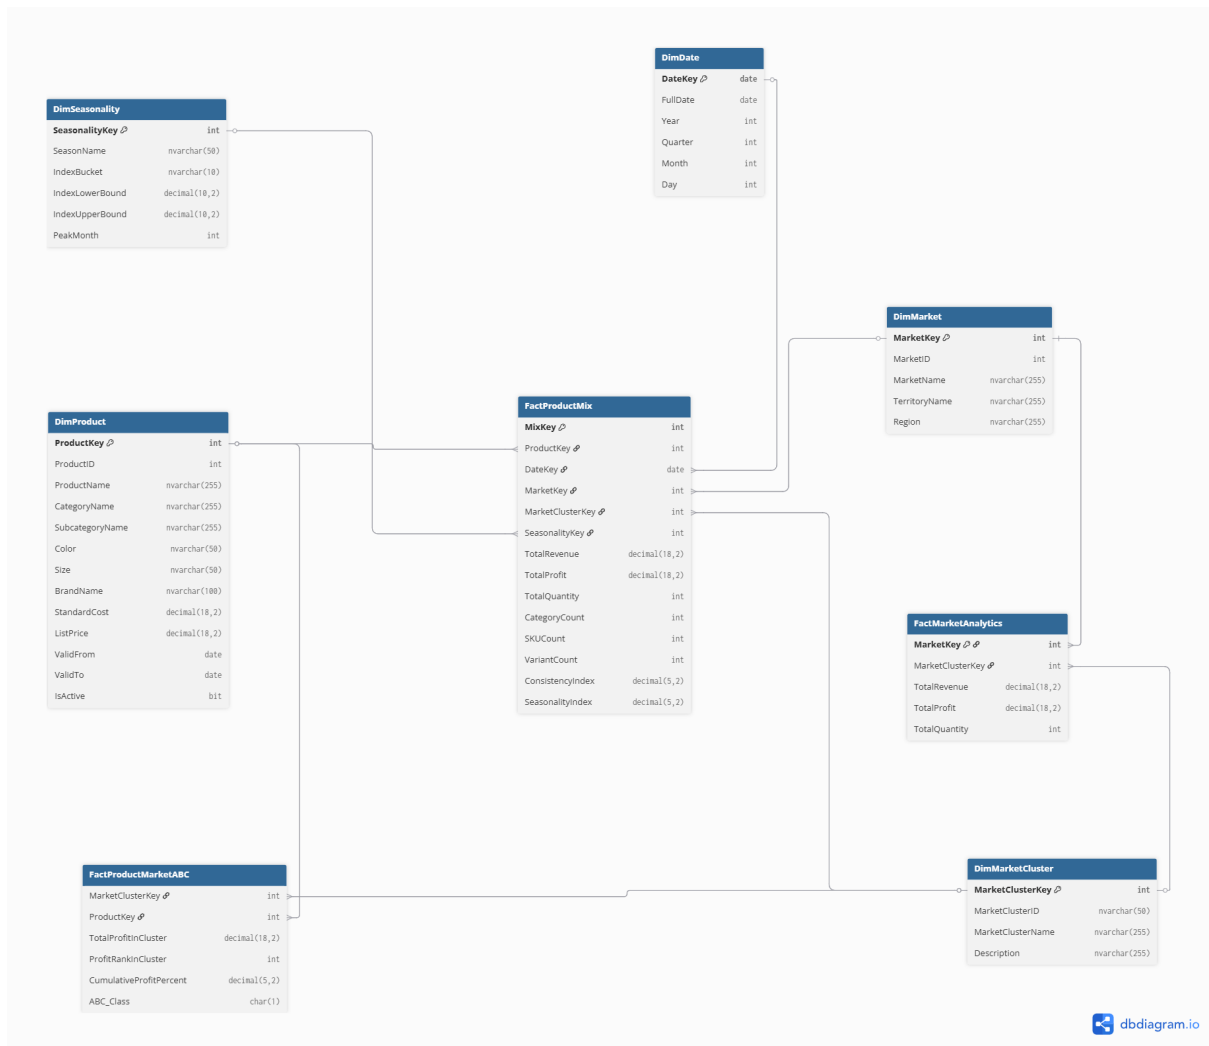 DimDate
DateKey date
FullDate date
Year int
Quarter int
Month int
Day int
DimSeasonality
SeasonalityKey int
SeasonName nvarchar(50)
IndexBucket nvarchar(10)
IndexLowerBound decimal(10,2)
IndexUpperBound decimal(10,2)
PeakMonth int
DimMarket
MarketKey int
MarketID int
MarketName nvarchar(255)
TerritoryName nvarchar(255)
Region nvarchar(255)
DimProduct
ProductKey int
ProductID int
ProductName nvarchar(255)
CategoryName nvarchar(255)
SubcategoryName nvarchar(255)
Color nvarchar(50)
Size nvarchar(50)
BrandName nvarchar(100)
StandardCost decimal(18,2)
ListPrice decimal(18,2)
ValidFrom date
ValidTo date
IsActive bit
FactProductMix
MixKey int
ProductKey int
DateKey date
MarketKey int
MarketClusterKey int
SeasonalityKey int
TotalRevenue decimal(18,2)
TotalProfit decimal(18,2)
TotalQuantity int
CategoryCount int
SKUCount int
VariantCount int
ConsistencyIndex decimal(5,2)
SeasonalityIndex decimal(5,2)
FactMarketAnalytics
MarketKey int
MarketClusterKey int
TotalRevenue decimal(18,2)
TotalProfit decimal(18,2)
TotalQuantity int
FactProductMarketABC
MarketClusterKey int
ProductKey int
TotalProfitInCluster decimal(18,2)
ProfitRankInCluster int
CumulativeProfitPercent decimal(5,2)
ABC_Class char(1)
DimMarketCluster
MarketClusterKey int
MarketClusterID nvarchar(50)
MarketClusterName nvarchar(255)
Description nvarchar(255)
dbdiagram.io